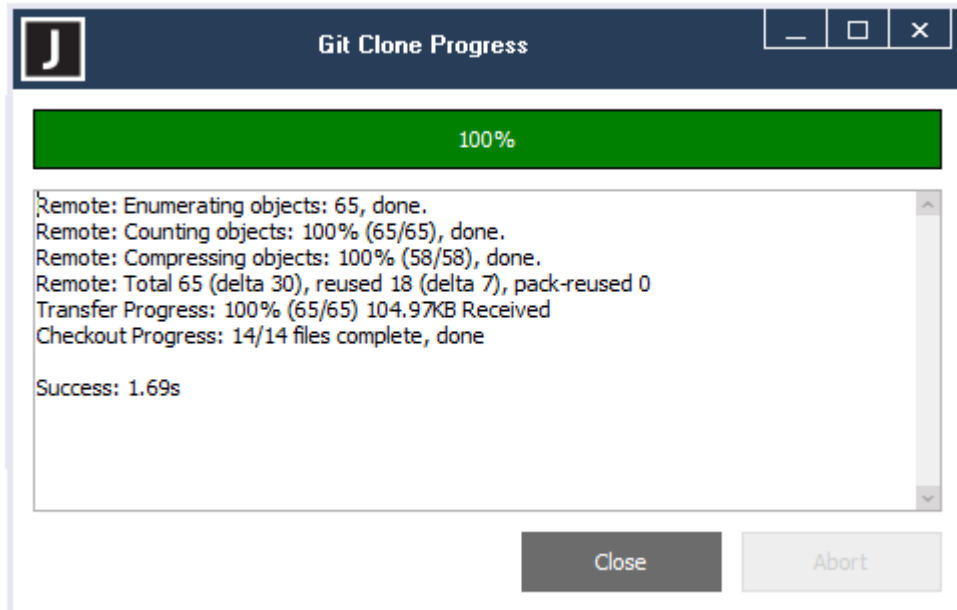 J
Git Clone Progress
100%
Remote: Enumerating objects: 65, done.
Remote: Counting objects: 100% (65/65), done.
Remote: Compressing objects: 100% (58/58), done.
Remote: Total 65 (delta 30), reused 18 (delta 7), pack-reused 0
Transfer Progress: 100% (65/65) 104.97KB Received
Checkout Progress: 14/14 files complete, done
Success: 1.69s
Close
Abort